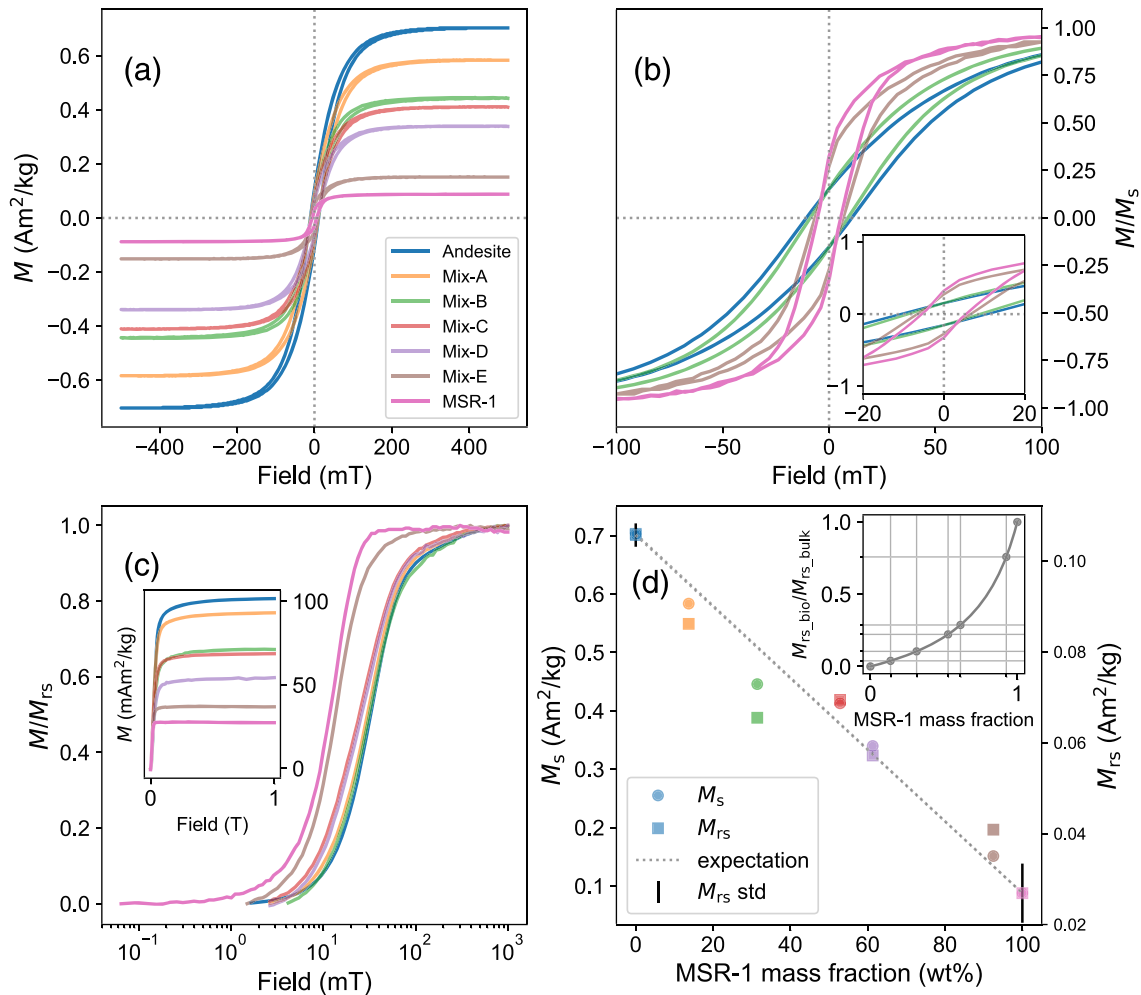 (a)
M (Am²/kg)
0.6
0.4
0.2
0.0
−0.2
−0.4
−0.6
Andesite
Mix-A
Mix-B
Mix-C
Mix-D
Mix-E
MSR-1
−400 −200 0 200 400
Field (mT)
(b)
1.00
0.75
0.50
0.25
0.00
−0.25
−0.50
−0.75
−1.00
M/Ms
1
0
−1
−20 0 20
−100 −50 0 50 100
Field (mT)
(c)
M/Mrs
1.0
0.8
0.6
0.4
0.2
0.0
M (mAm²/kg)
100
50
0
0 1
Field (T)
10⁻¹ 10⁰ 10¹ 10² 10³
Field (mT)
(d)
Ms (Am²/kg)
0.7
0.6
0.5
0.4
0.3
0.2
0.1
Mrs_bio/Mrs_bulk
1.0
0.5
0.0
0 1
MSR-1 mass fraction
0.10
0.08
0.06
0.04
0.02
Mrs (Am²/kg)
Ms
Mrs
expectation
Mrs std
0 20 40 60 80 100
MSR-1 mass fraction (wt%)